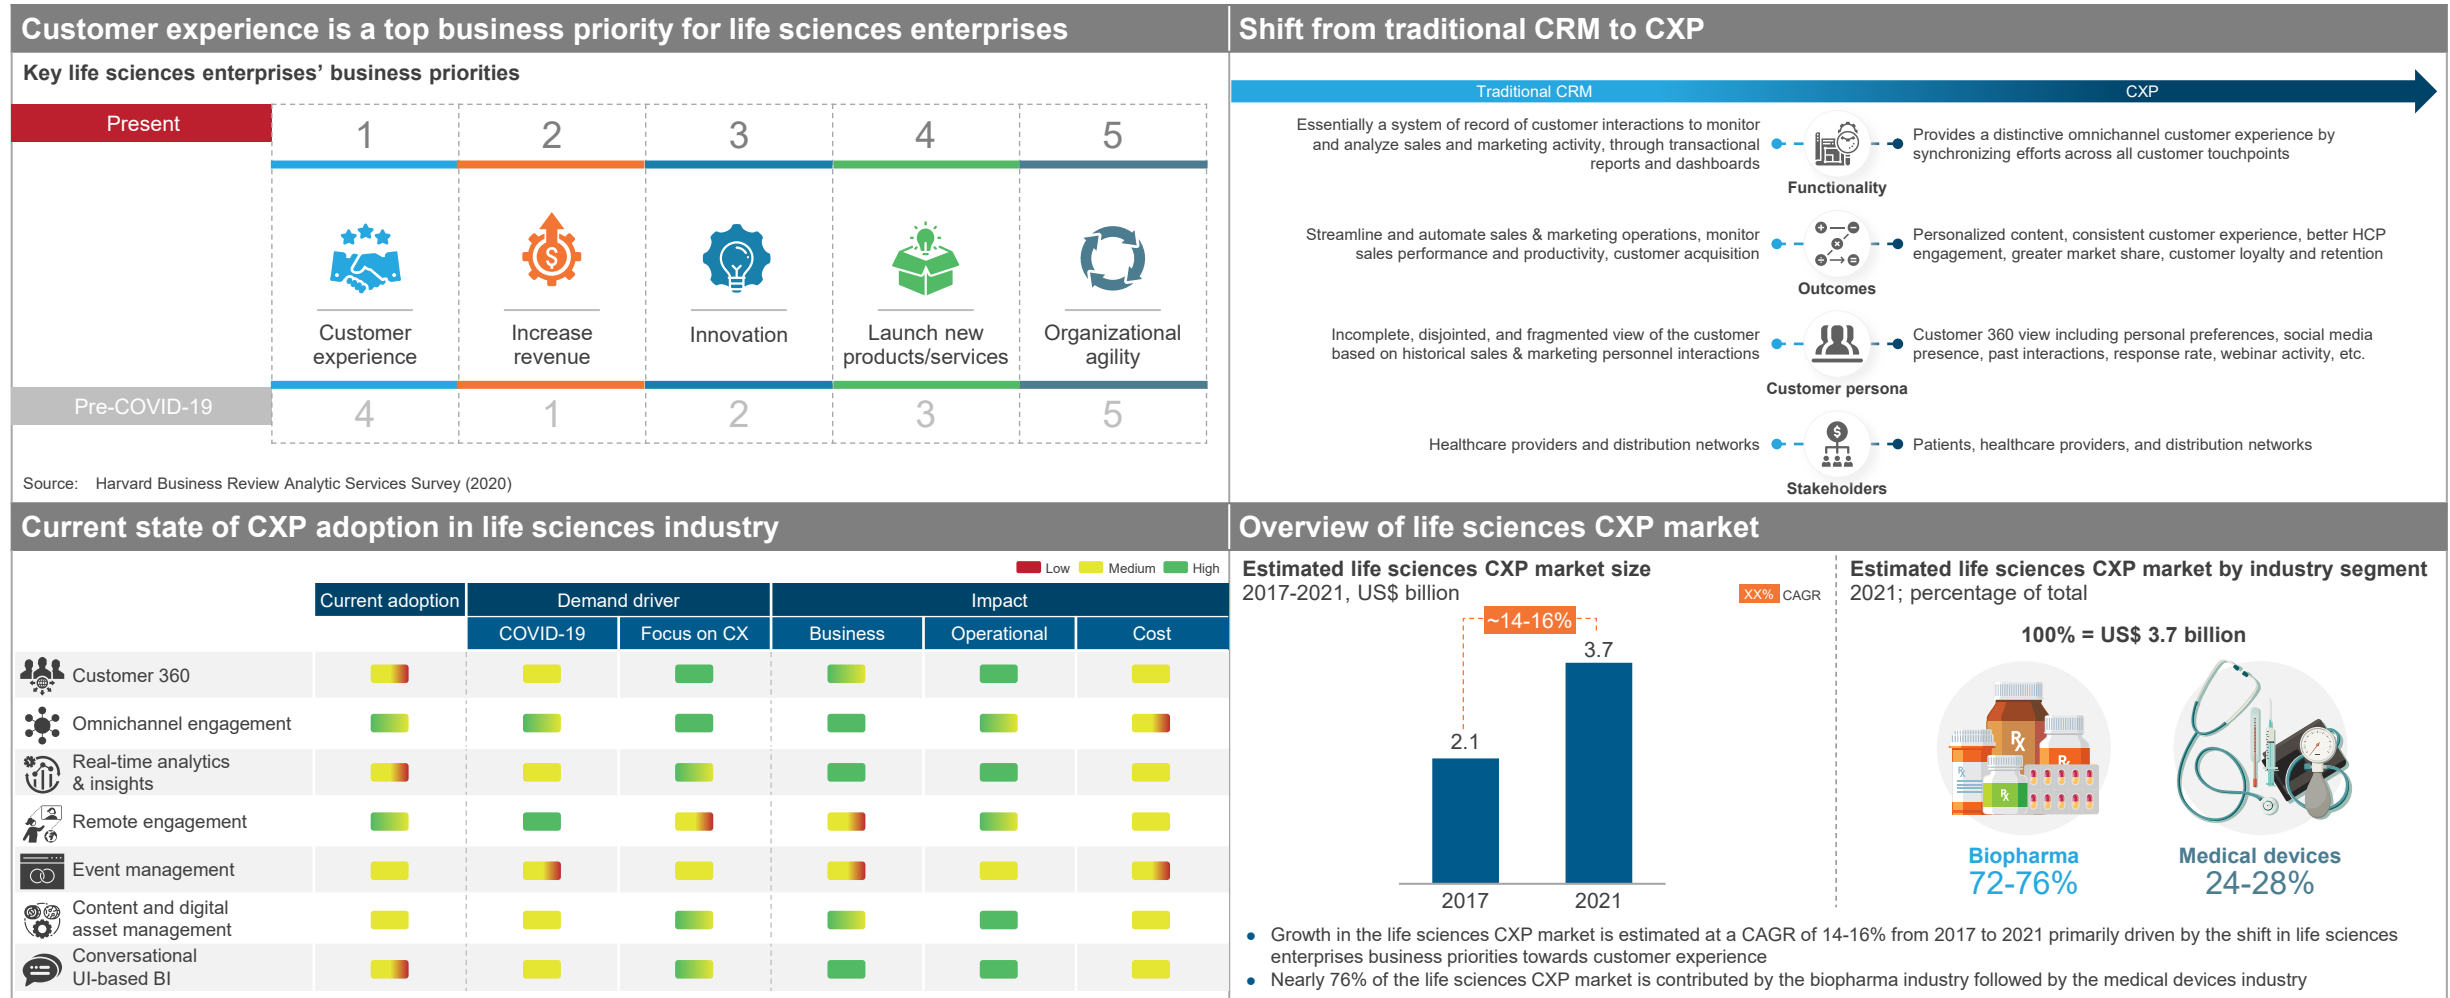 Customer experience is a top business priority for life sciences enterprises
Key life sciences enterprises’ business priorities
Present
1
2
3
4
5
Customer
experience
Increase
revenue
Innovation
Launch new
products/services
Organizational
agility
Pre-COVID-19
4
1
2
3
5
Source: Harvard Business Review Analytic Services Survey (2020)
Shift from traditional CRM to CXP
Traditional CRM
CXP
Essentially a system of record of customer interactions to monitor
and analyze sales and marketing activity, through transactional
reports and dashboards
Functionality
Provides a distinctive omnichannel customer experience by
synchronizing efforts across all customer touchpoints
Streamline and automate sales & marketing operations, monitor
sales performance and productivity, customer acquisition
Outcomes
Personalized content, consistent customer experience, better HCP
engagement, greater market share, customer loyalty and retention
Incomplete, disjointed, and fragmented view of the customer
based on historical sales & marketing personnel interactions
Customer persona
Customer 360 view including personal preferences, social media
presence, past interactions, response rate, webinar activity, etc.
Healthcare providers and distribution networks
Stakeholders
Patients, healthcare providers, and distribution networks
Current state of CXP adoption in life sciences industry
Low
Medium
High
Current adoption
Demand driver
Impact
COVID-19
Focus on CX
Business
Operational
Cost
Customer 360
Omnichannel engagement
Real-time analytics
& insights
Remote engagement
Event management
Content and digital
asset management
Conversational
UI-based BI
Overview of life sciences CXP market
Estimated life sciences CXP market size
2017-2021, US$ billion
XX% CAGR
~14-16%
3.7
2.1
2017
2021
Estimated life sciences CXP market by industry segment
2021; percentage of total
100% = US$ 3.7 billion
Rx
Rx
Rx
Rx
Biopharma
72-76%
Medical devices
24-28%
• Growth in the life sciences CXP market is estimated at a CAGR of 14-16% from 2017 to 2021 primarily driven by the shift in life sciences
enterprises business priorities towards customer experience
• Nearly 76% of the life sciences CXP market is contributed by the biopharma industry followed by the medical devices industry